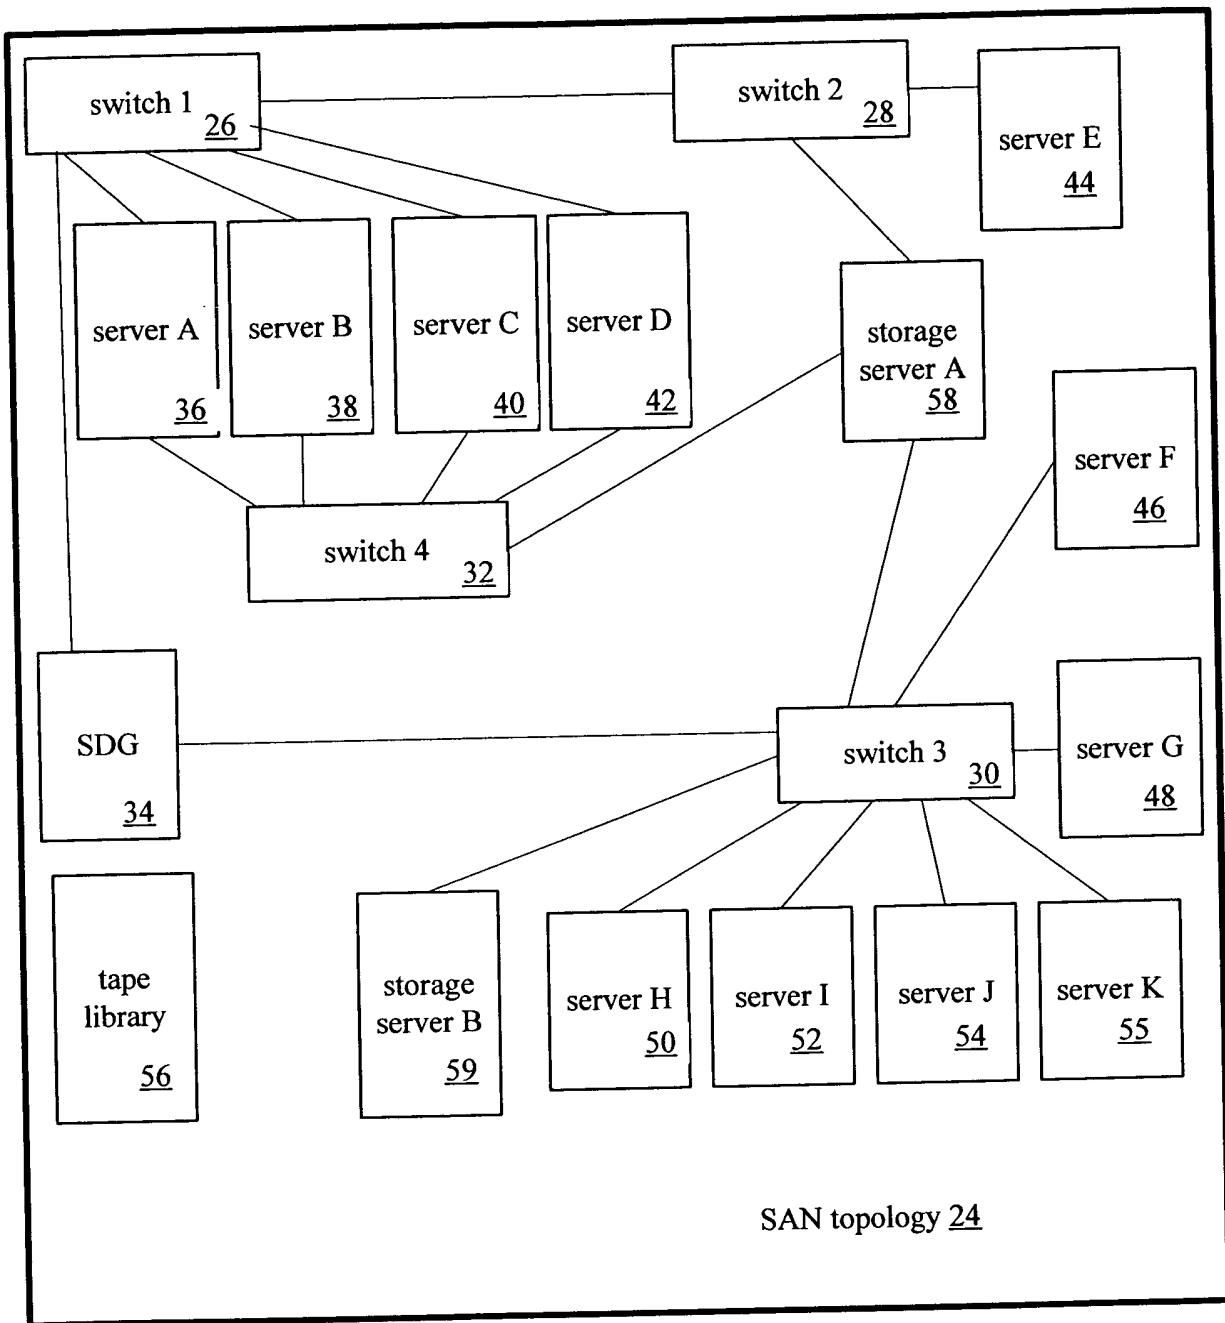 switch 1
26
switch 2
28
server E
44
server A
36
server B
38
server C
40
server D
42
storage
server A
58
server F
46
switch 4
32
SDG
34
switch 3
30
server G
48
tape
library
56
storage
server B
59
server H
50
server I
52
server J
54
server K
55
SAN topology 24